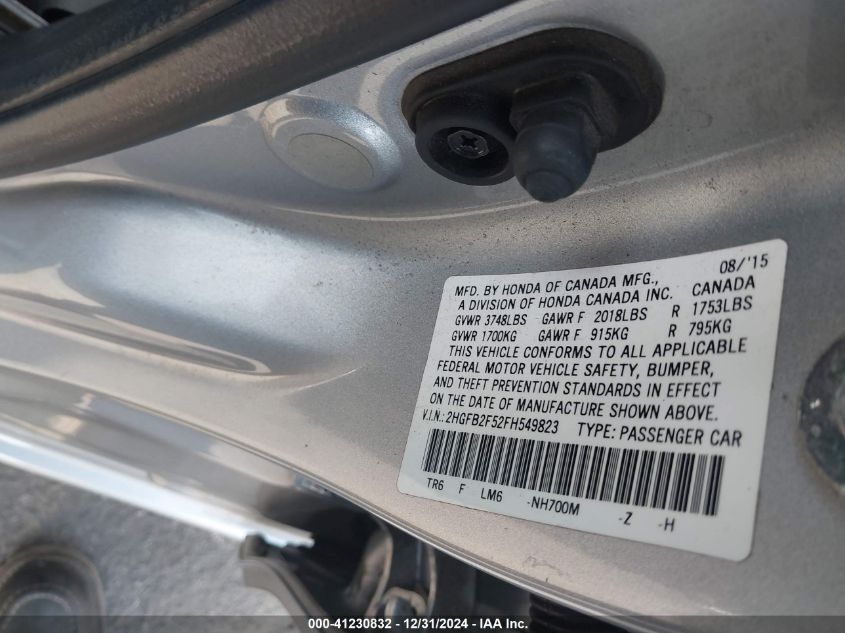 08/'15
MFD. BY HONDA OF CANADA MFG.,
A DIVISION OF HONDA CANADA INC. CANADA
GVWR 3748LBS GAWR F 2018LBS R 1753LBS
GVWR 1700KG GAWR F 915KG R 795KG
THIS VEHICLE CONFORMS TO ALL APPLICABLE
FEDERAL MOTOR VEHICLE SAFETY, BUMPER,
AND THEFT PREVENTION STANDARDS IN EFFECT
ON THE DATE OF MANUFACTURE SHOWN ABOVE.
V.I.N.:2HGFB2F52FH549823 TYPE: PASSENGER CAR
TR6 F LM6 -NH700M -Z -H
000-41230832 - 12/31/2024 - IAA Inc.